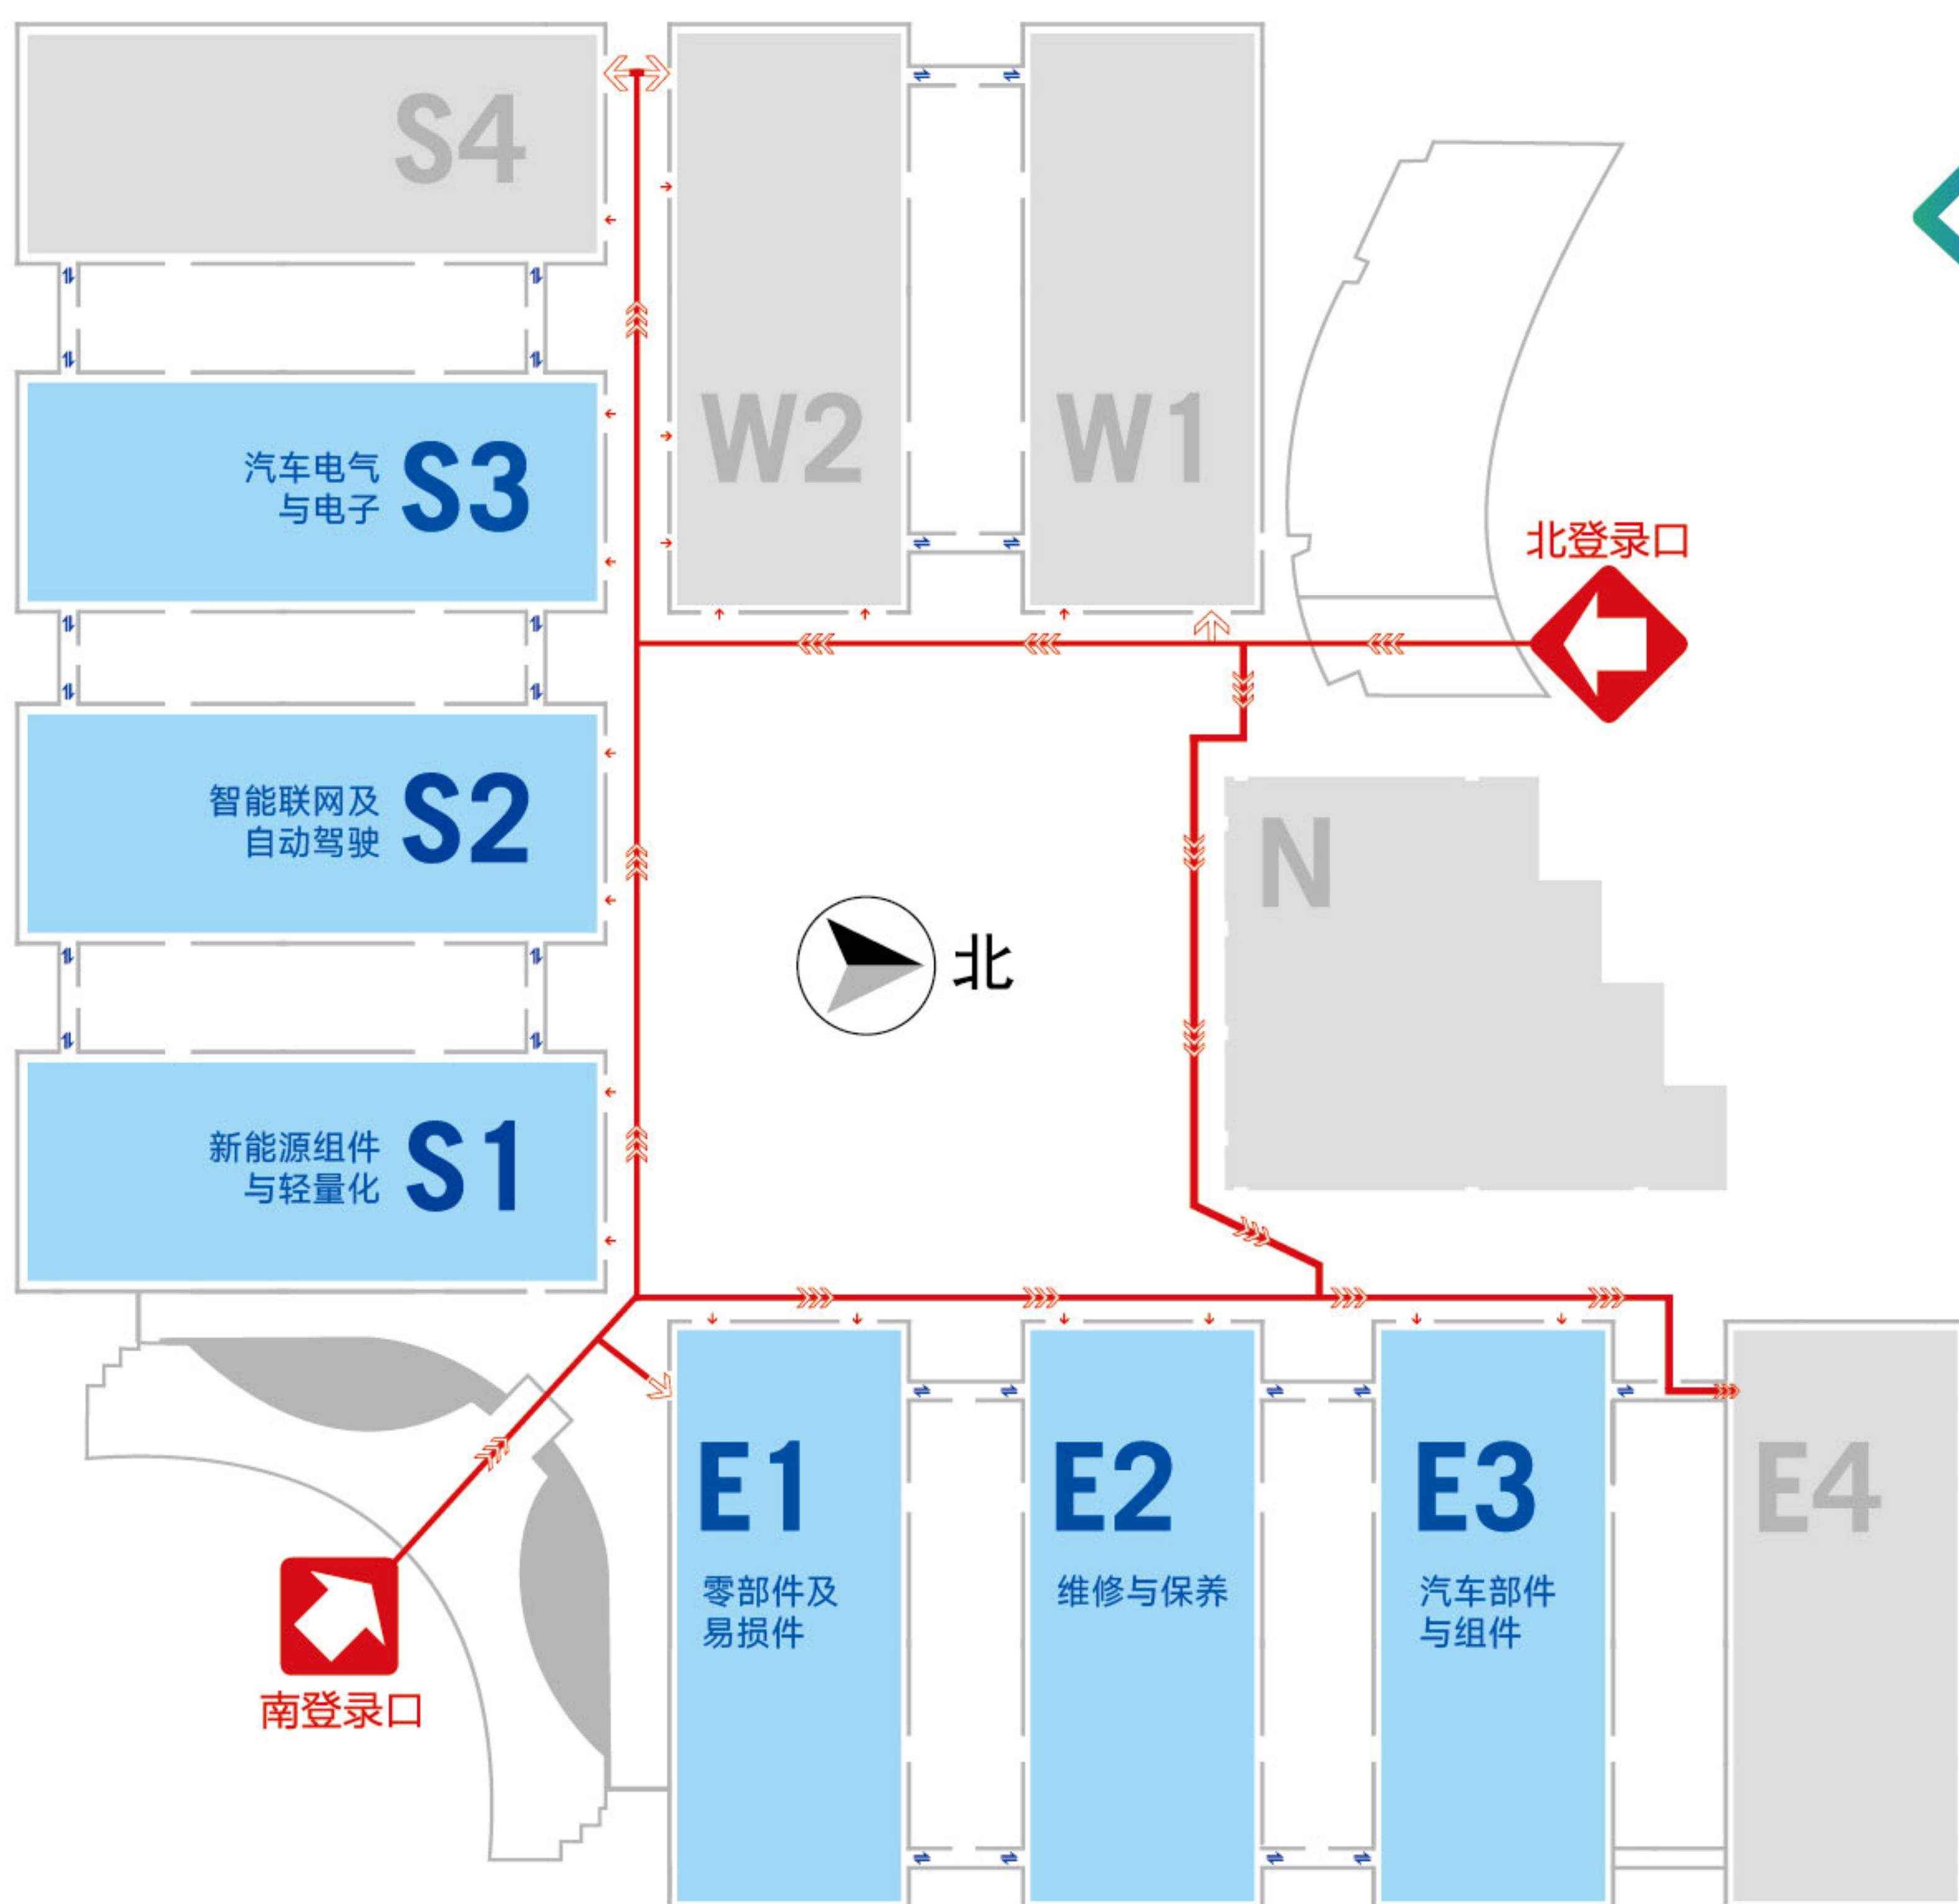 S4
W2
W1
汽车电气
与电子
S3
北登录口
智能联网及
自动驾驶
S2
N
北
新能源组件
与轻量化
S1
E1
零部件及
易损件
E2
维修与保养
E3
汽车部件
与组件
E4
南登录口